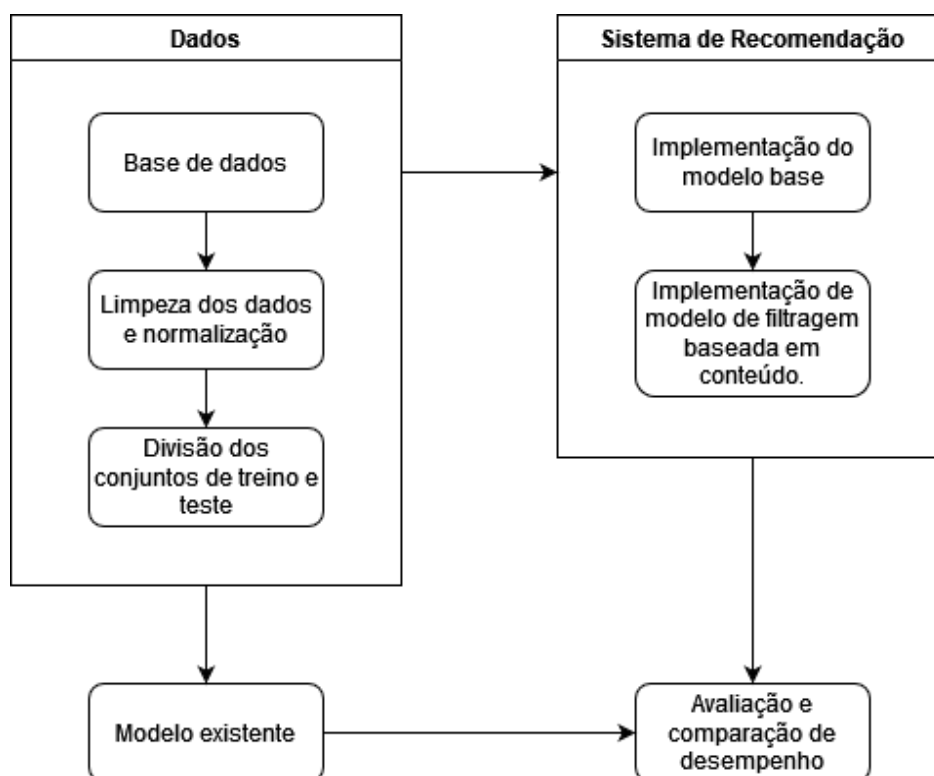 Dados
Base de dados
Limpeza dos dados
e normalização
Divisão dos
conjuntos de treino e
teste
Modelo existente
Sistema de Recomendação
Implementação do
modelo base
Implementação de
modelo de filtragem
baseada em
conteúdo.
Avaliação e
comparação de
desempenho